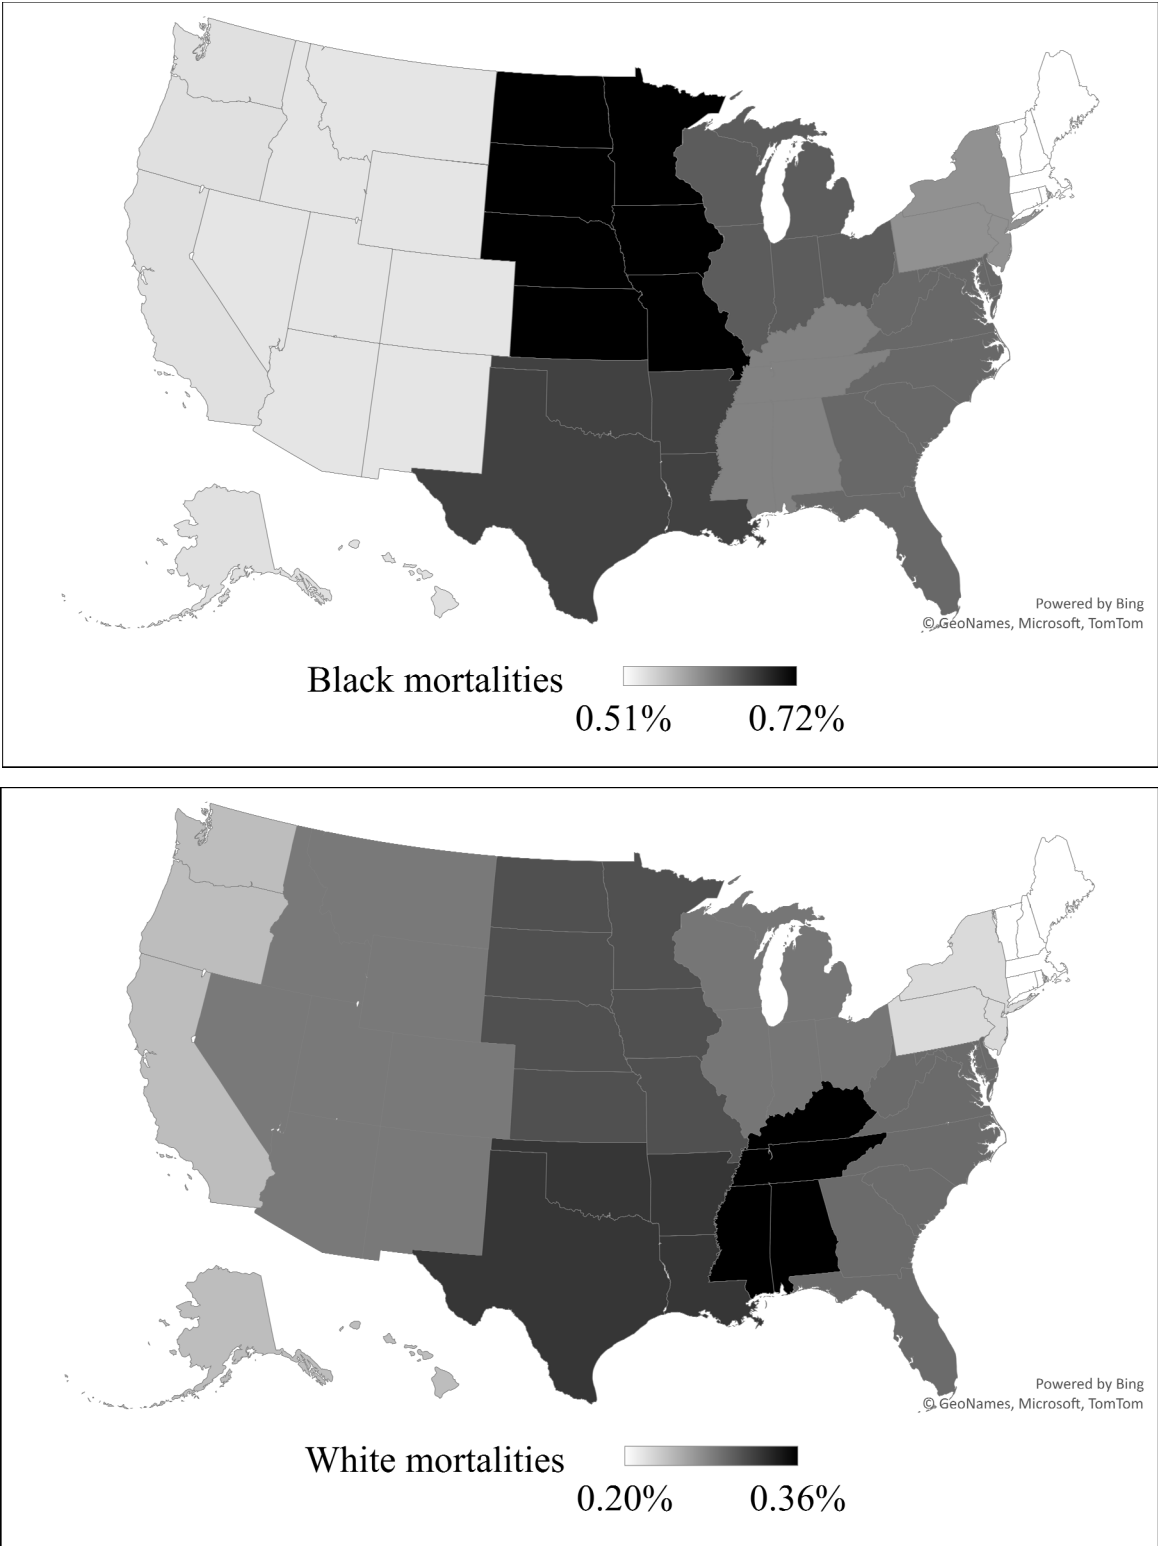 Powered by Bing
© GeoNames, Microsoft, TomTom
Black mortalities
0.51% 0.72%
Powered by Bing
© GeoNames, Microsoft, TomTom
White mortalities
0.20% 0.36%